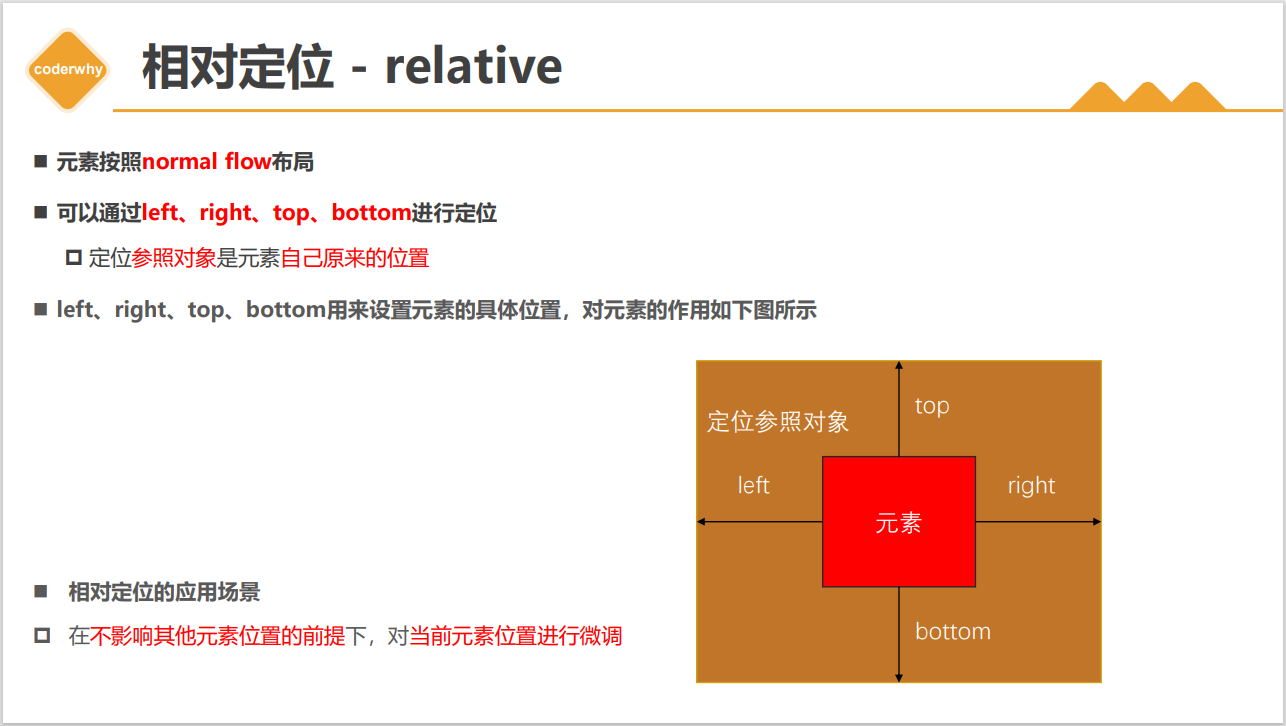 coderwhy
相对定位 - relative
元素按照normal flow布局
可以通过left、right、top、bottom进行定位
定位参照对象是元素自己原来的位置
left、right、top、bottom用来设置元素的具体位置，对元素的作用如下图所示
top
定位参照对象
left
right
元素
bottom
相对定位的应用场景
在不影响其他元素位置的前提下，对当前元素位置进行微调